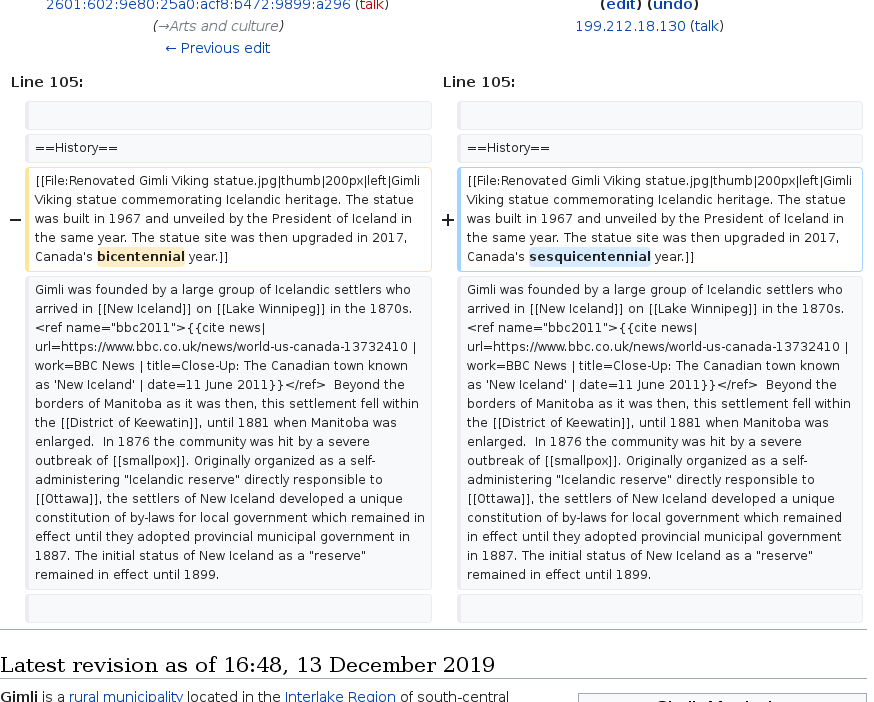 2601:602:9e80:25a0:acf8:b472:9899:a296 (talk)
(→Arts and culture)
← Previous edit
(edit) (undo)
199.212.18.130 (talk)
Line 105:
==History==
− [[File:Renovated Gimli Viking statue.jpg|thumb|200px|left|Gimli
Viking statue commemorating Icelandic heritage. The statue
was built in 1967 and unveiled by the President of Iceland in
the same year. The statue site was then upgraded in 2017,
Canada's bicentennial year.]]
Gimli was founded by a large group of Icelandic settlers who
arrived in [[New Iceland]] on [[Lake Winnipeg]] in the 1870s.
<ref name="bbc2011">{{cite news|
url=https://www.bbc.co.uk/news/world-us-canada-13732410 |
work=BBC News | title=Close-Up: The Canadian town known
as 'New Iceland' | date=11 June 2011}}</ref>  Beyond the
borders of Manitoba as it was then, this settlement fell within
the [[District of Keewatin]], until 1881 when Manitoba was
enlarged.  In 1876 the community was hit by a severe
outbreak of [[smallpox]]. Originally organized as a self-
administering "Icelandic reserve" directly responsible to
[[Ottawa]], the settlers of New Iceland developed a unique
constitution of by-laws for local government which remained in
effect until they adopted provincial municipal government in
1887. The initial status of New Iceland as a "reserve"
remained in effect until 1899.
Line 105:
==History==
+ [[File:Renovated Gimli Viking statue.jpg|thumb|200px|left|Gimli
Viking statue commemorating Icelandic heritage. The statue
was built in 1967 and unveiled by the President of Iceland in
the same year. The statue site was then upgraded in 2017,
Canada's sesquicentennial year.]]
Gimli was founded by a large group of Icelandic settlers who
arrived in [[New Iceland]] on [[Lake Winnipeg]] in the 1870s.
<ref name="bbc2011">{{cite news|
url=https://www.bbc.co.uk/news/world-us-canada-13732410 |
work=BBC News | title=Close-Up: The Canadian town known
as 'New Iceland' | date=11 June 2011}}</ref>  Beyond the
borders of Manitoba as it was then, this settlement fell within
the [[District of Keewatin]], until 1881 when Manitoba was
enlarged.  In 1876 the community was hit by a severe
outbreak of [[smallpox]]. Originally organized as a self-
administering "Icelandic reserve" directly responsible to
[[Ottawa]], the settlers of New Iceland developed a unique
constitution of by-laws for local government which remained
in effect until they adopted provincial municipal government
in 1887. The initial status of New Iceland as a "reserve"
remained in effect until 1899.
Latest revision as of 16:48, 13 December 2019
Gimli is a rural municipality located in the Interlake Region of south-central